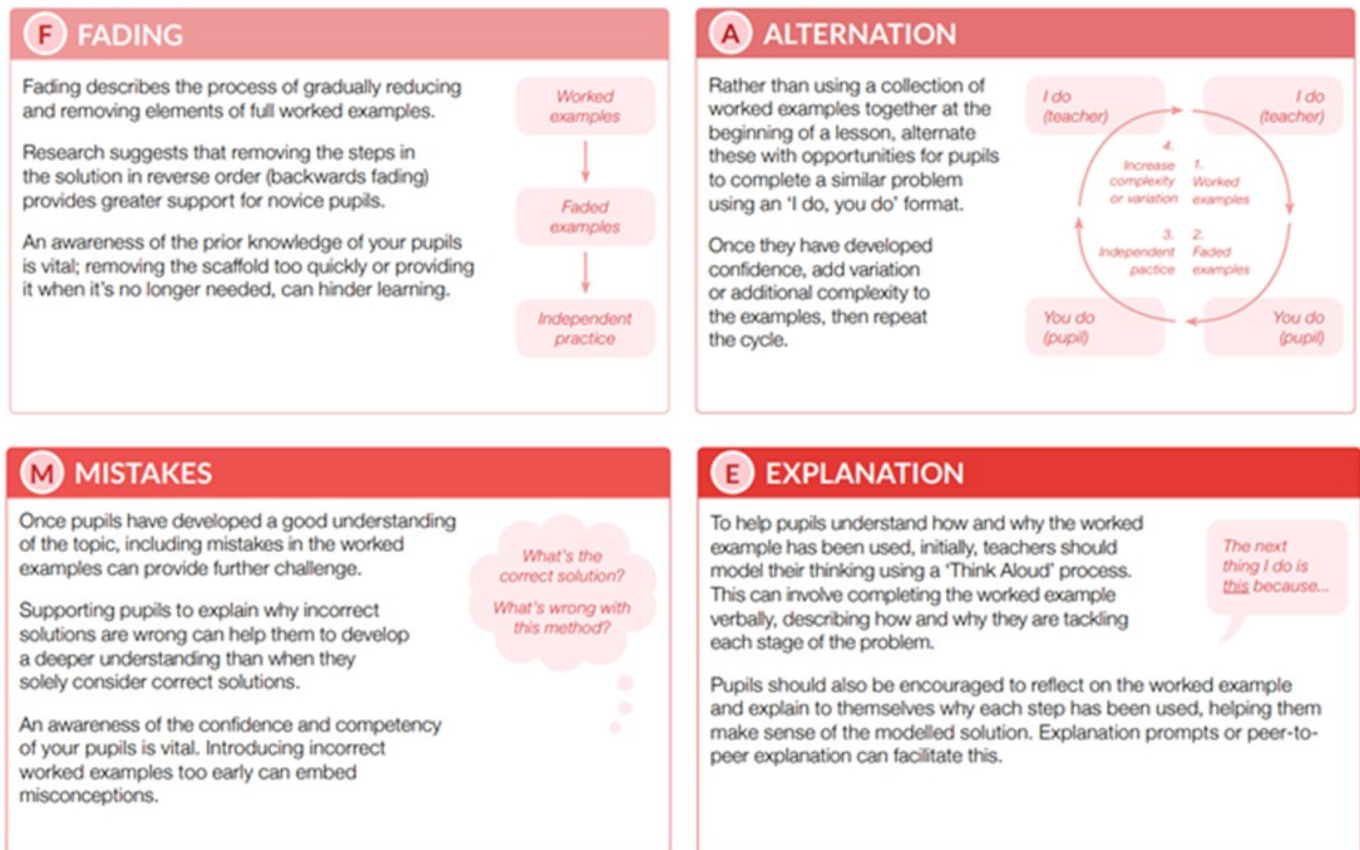 F FADING
Fading describes the process of gradually reducing
and removing elements of full worked examples.
Research suggests that removing the steps in
the solution in reverse order (backwards fading)
provides greater support for novice pupils.
An awareness of the prior knowledge of your pupils
is vital; removing the scaffold too quickly or providing
it when it's no longer needed, can hinder learning.
Worked
examples
Faded
examples
Independent
practice
A ALTERNATION
Rather than using a collection of
worked examples together at the
beginning of a lesson, alternate
these with opportunities for pupils
to complete a similar problem
using an 'I do, you do' format.
Once they have developed
confidence, add variation
or additional complexity to
the examples, then repeat
the cycle.
I do
(teacher)
I do
(teacher)
4.
Increase
complexity
or variation
1.
Worked
examples
3.
Independent
pactice
2.
Faded
examples
You do
(pupil)
You do
(pupil)
M MISTAKES
Once pupils have developed a good understanding
of the topic, including mistakes in the worked
examples can provide further challenge.
Supporting pupils to explain why incorrect
solutions are wrong can help them to develop
a deeper understanding than when they
solely consider correct solutions.
An awareness of the confidence and competency
of your pupils is vital. Introducing incorrect
worked examples too early can embed
misconceptions.
What's the
correct solution?
What's wrong with
this method?
E EXPLANATION
To help pupils understand how and why the worked
example has been used, initially, teachers should
model their thinking using a 'Think Aloud' process.
This can involve completing the worked example
verbally, describing how and why they are tackling
each stage of the problem.
Pupils should also be encouraged to reflect on the worked example
and explain to themselves why each step has been used, helping them
make sense of the modelled solution. Explanation prompts or peer-to-
peer explanation can facilitate this.
The next
thing I do is
this because...